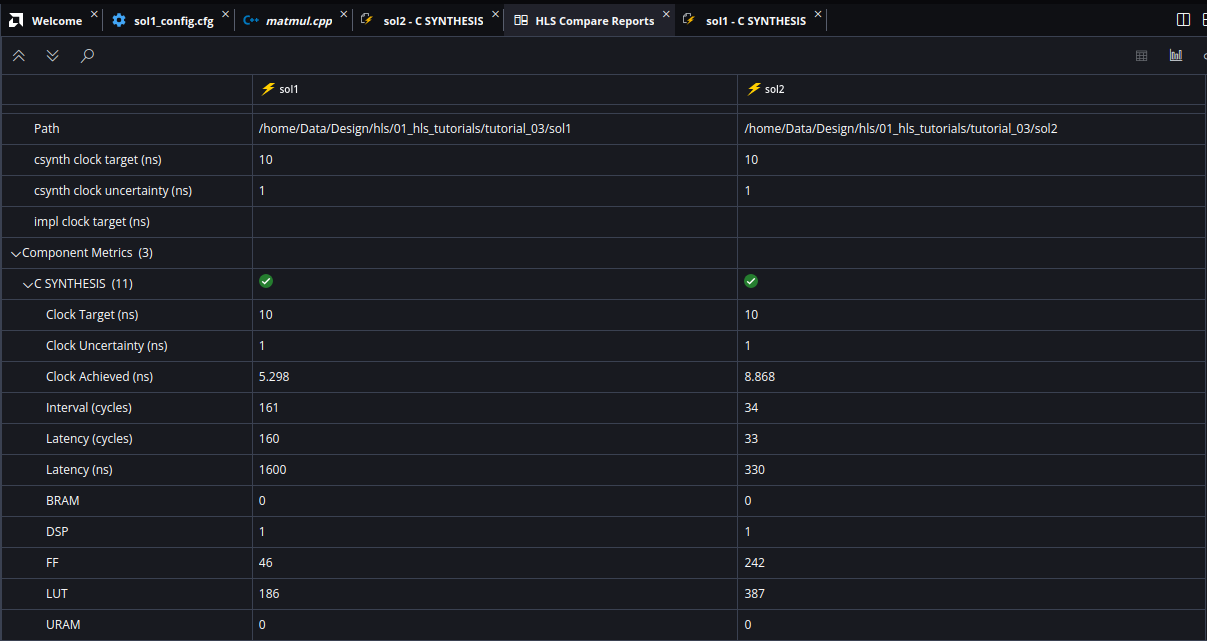 Welcome sol1_config.cfg matmul.cpp sol2 - C SYNTHESIS HLS Compare Reports sol1 - C SYNTHESIS
sol1 sol2
Path /home/Data/Design/hls/01_hls_tutorials/tutorial_03/sol1 /home/Data/Design/hls/01_hls_tutorials/tutorial_03/sol2
csynth clock target (ns) 10 10
csynth clock uncertainty (ns) 1 1
impl clock target (ns)
Component Metrics (3)
C SYNTHESIS (11)
Clock Target (ns) 10 10
Clock Uncertainty (ns) 1 1
Clock Achieved (ns) 5.298 8.868
Interval (cycles) 161 34
Latency (cycles) 160 33
Latency (ns) 1600 330
BRAM 0 0
DSP 1 1
FF 46 242
LUT 186 387
URAM 0 0